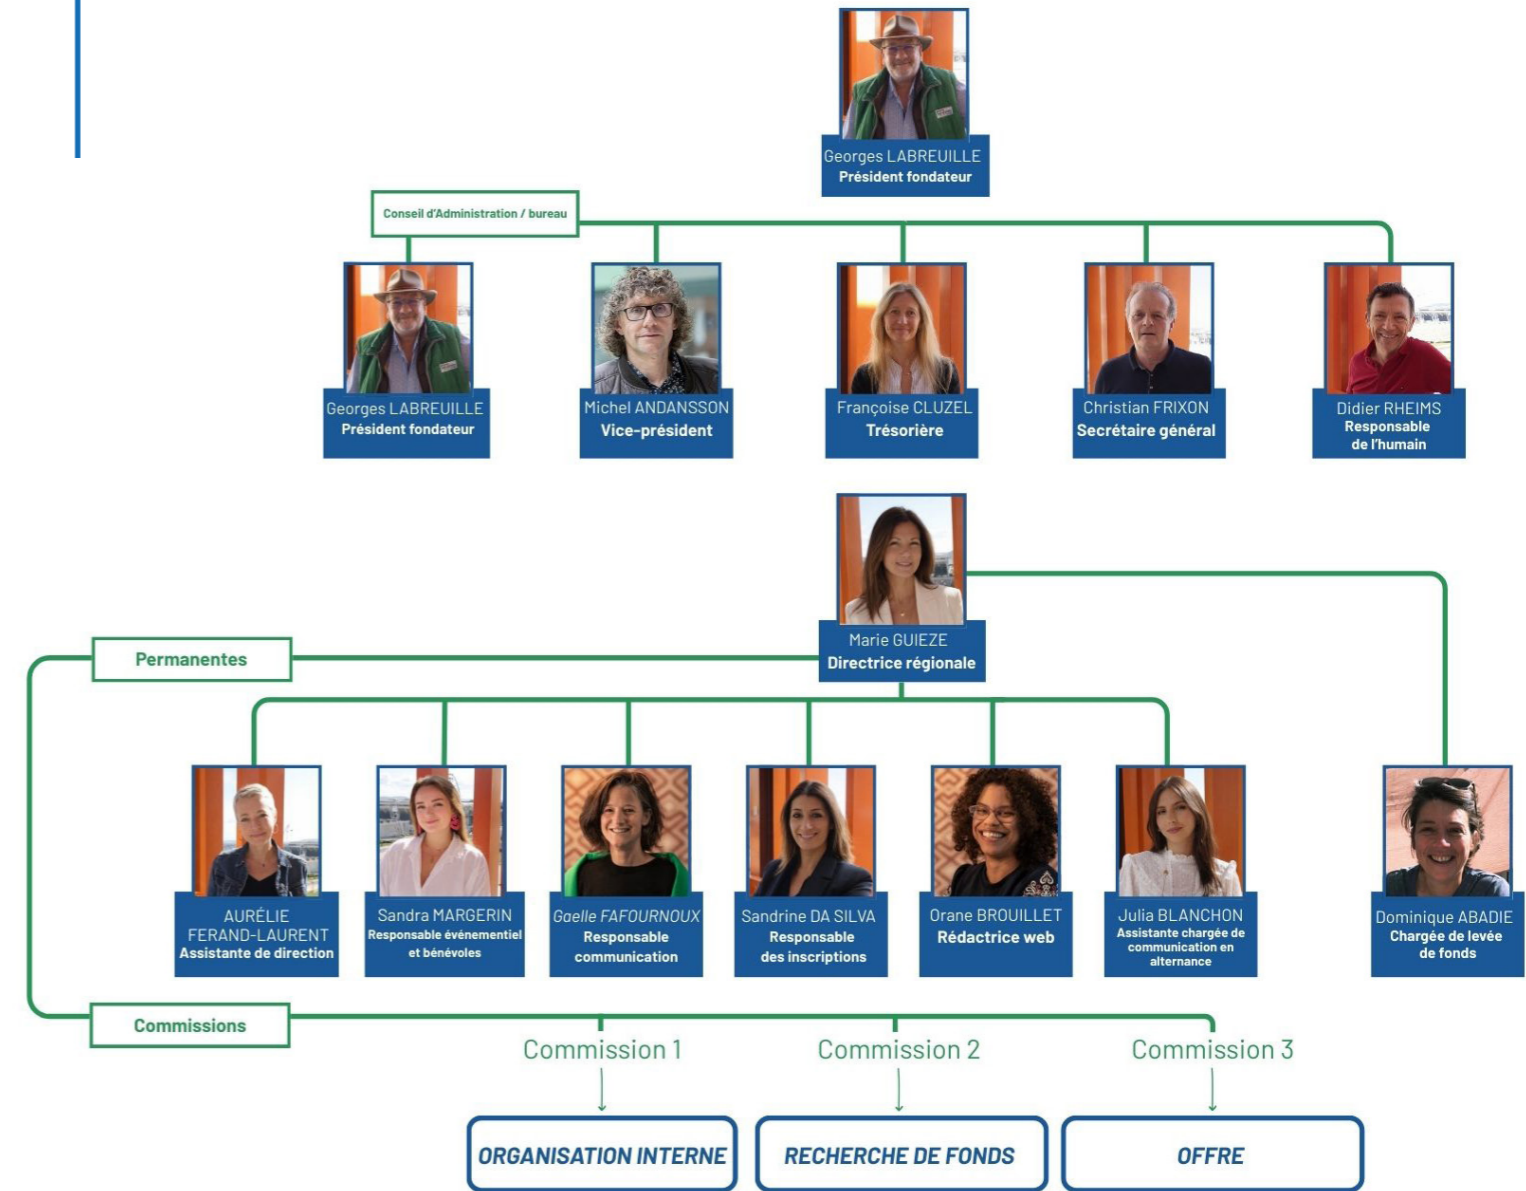 Georges LABREUILLE
Président fondateur
Conseil d'Administration / bureau
Georges LABREUILLE
Président fondateur
Michel ANDANSSON
Vice-président
Françoise CLUZEL
Trésorière
Christian FRIXON
Secrétaire général
Didier RHEIMS
Responsable
de l'humain
Marie GUIEZE
Directrice régionale
Permanentes
AURÉLIE
FERAND-LAURENT
Assistante de direction
Sandra MARGERIN
Responsable événementiel
et bénévoles
Gaelle FAFOURNOUX
Responsable
communication
Sandrine DA SILVA
Responsable
des inscriptions
Orane BROUILLET
Rédactrice web
Julia BLANCHON
Assistante chargée de
communication en
alternance
Dominique ABADIE
Chargée de levée
de fonds
Commissions
Commission 1
Commission 2
Commission 3
ORGANISATION INTERNE
RECHERCHE DE FONDS
OFFRE